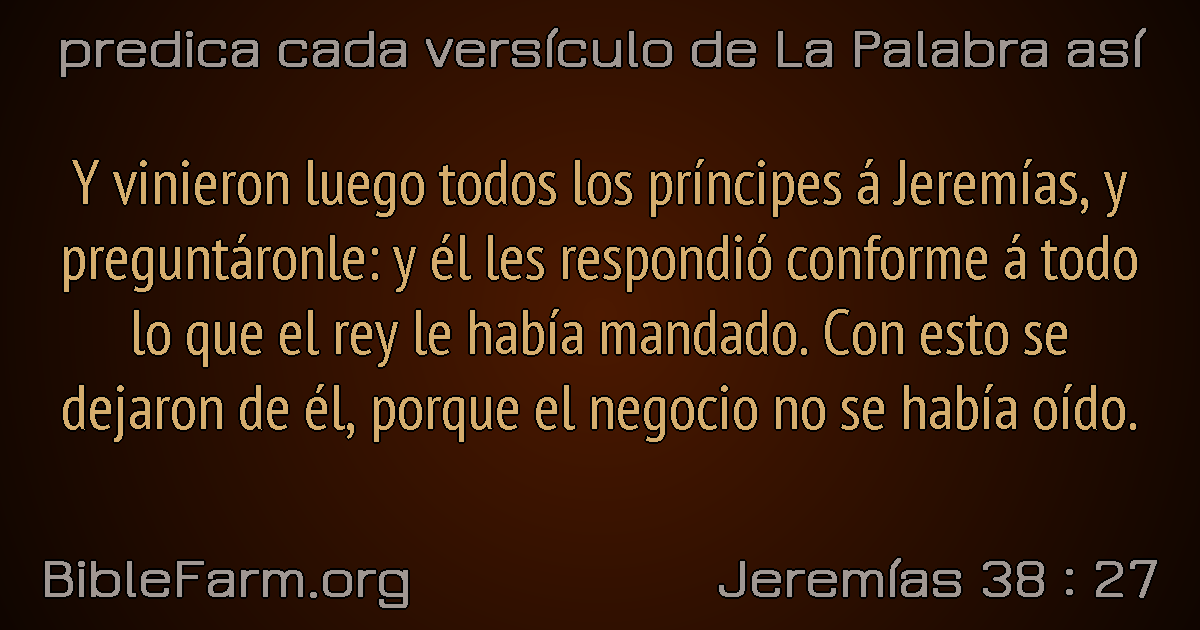 predica cada versículo de La Palabra así
Y vinieron luego todos los príncipes á Jeremías, y
preguntáronle: y él les respondió conforme á todo
lo que el rey le había mandado. Con esto se
dejaron de él, porque el negocio no se había oído.
BibleFarm.org
Jeremías 38 : 27